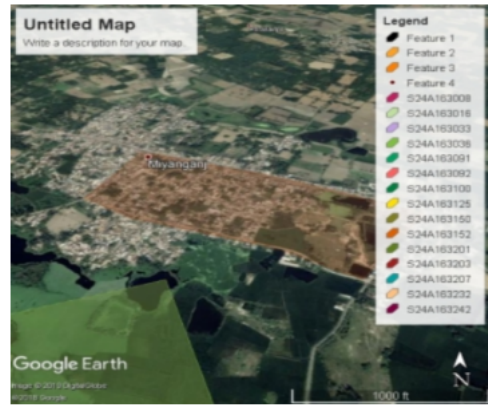 Untitled Map
Write a description for your map.
Legend
Feature 1
Feature 2
Feature 3
Feature 4
S24A163008
S24A163016
S24A163033
S24A163036
S24A163091
S24A163092
S24A163100
S24A163125
S24A163150
S24A163152
S24A163201
S24A163203
S24A163207
S24A163232
S24A163242
Miyanganj
Google Earth
N
1000 ft